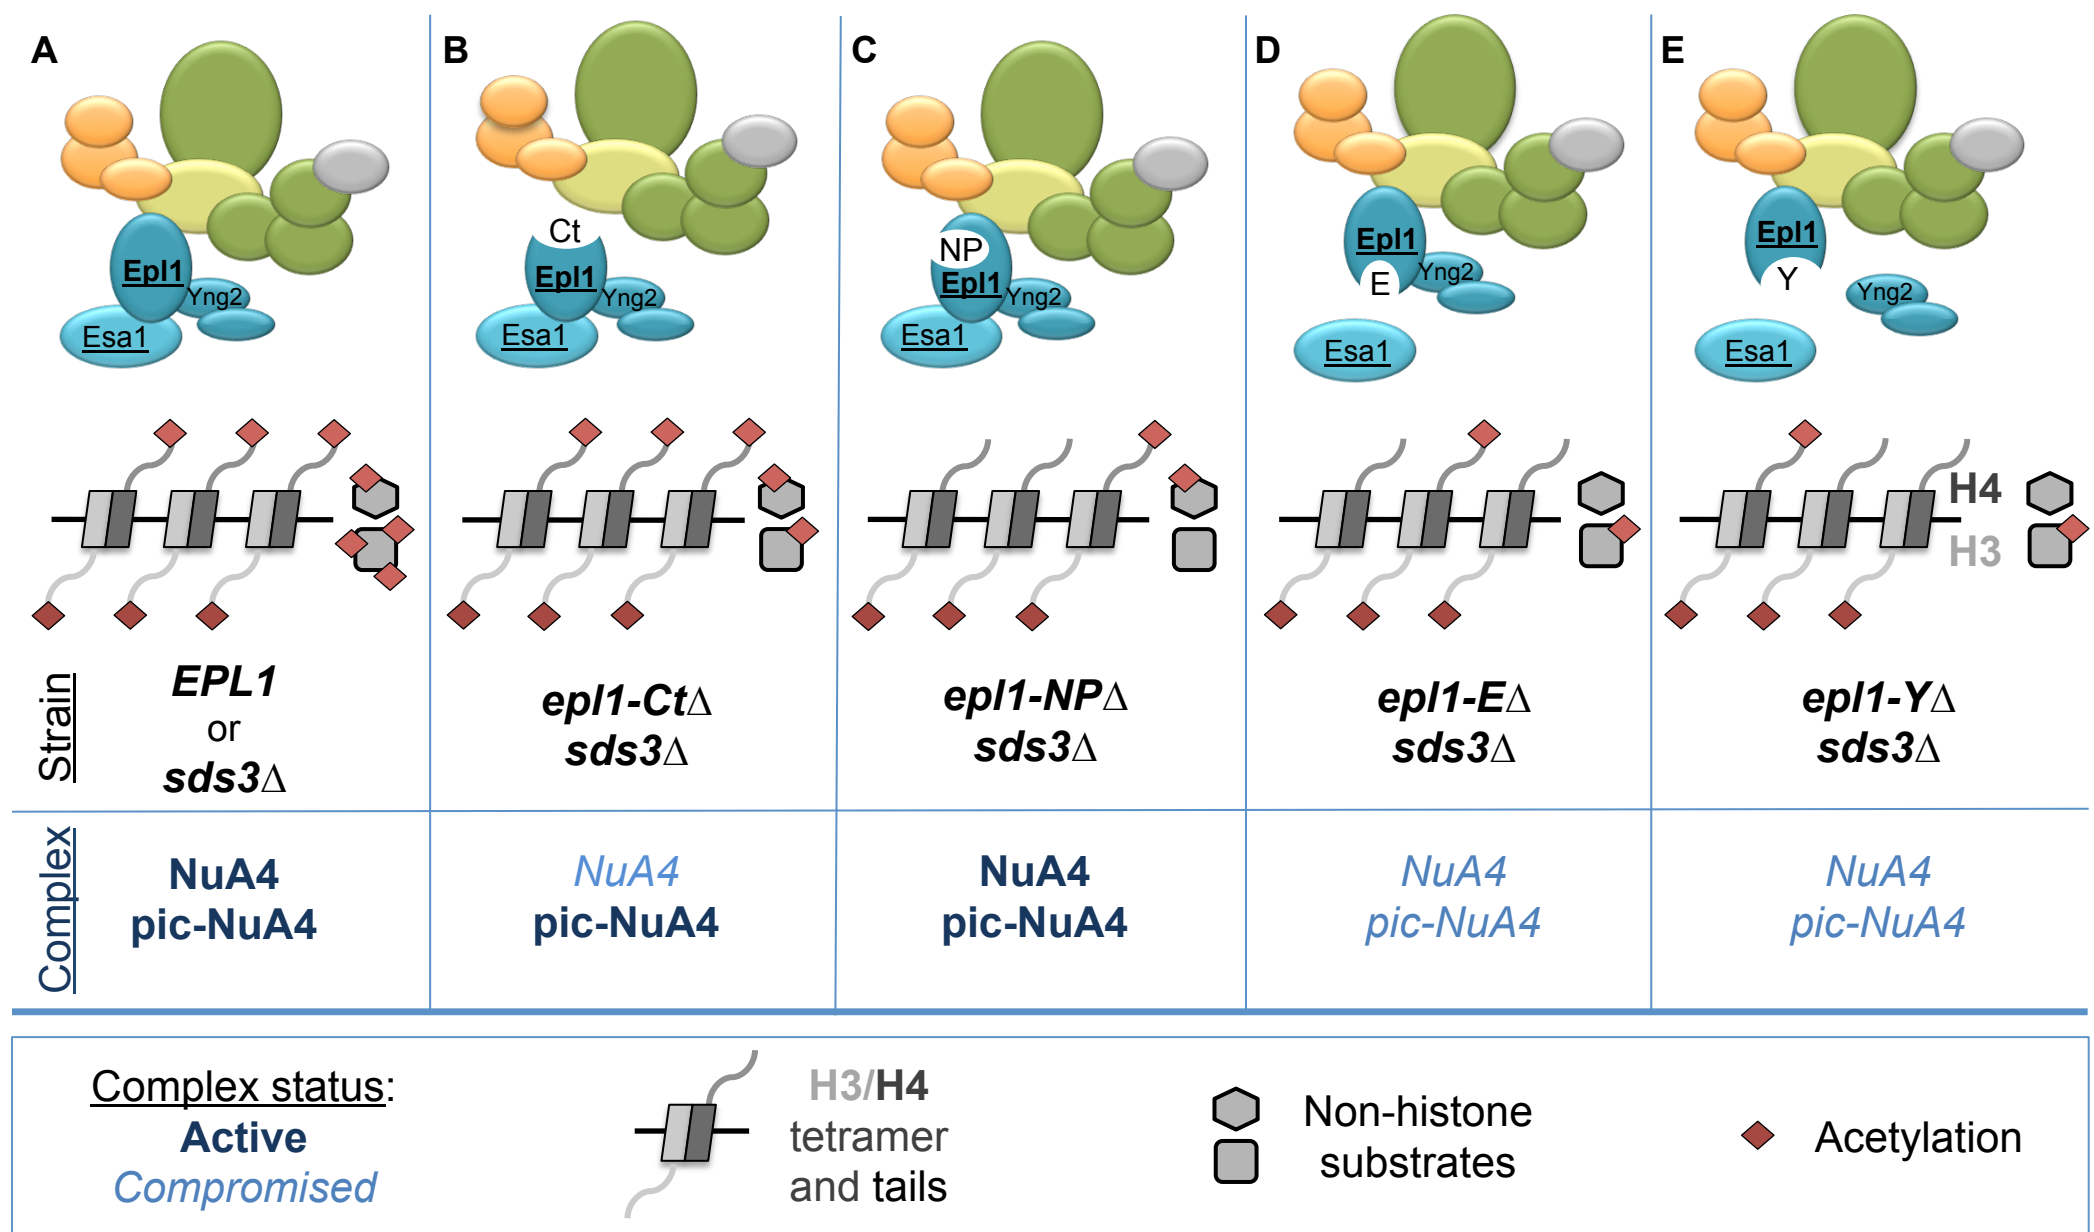 A
Epl1
Yng2
Esa1
B
Ct
Epl1
Yng2
Esa1
C
NP
Epl1
Yng2
Esa1
D
Epl1
Yng2
E
Esa1
E
Epl1
Y
Yng2
Esa1
H4
H3
Strain
EPL1
or
sds3Δ
epl1-CtΔ
sds3Δ
epl1-NPΔ
sds3Δ
epl1-EΔ
sds3Δ
epl1-YΔ
sds3Δ
Complex
NuA4
pic-NuA4
NuA4
pic-NuA4
NuA4
pic-NuA4
NuA4
pic-NuA4
NuA4
pic-NuA4
Complex status:
Active
Compromised
H3/H4
tetramer
and tails
Non-histone
substrates
Acetylation